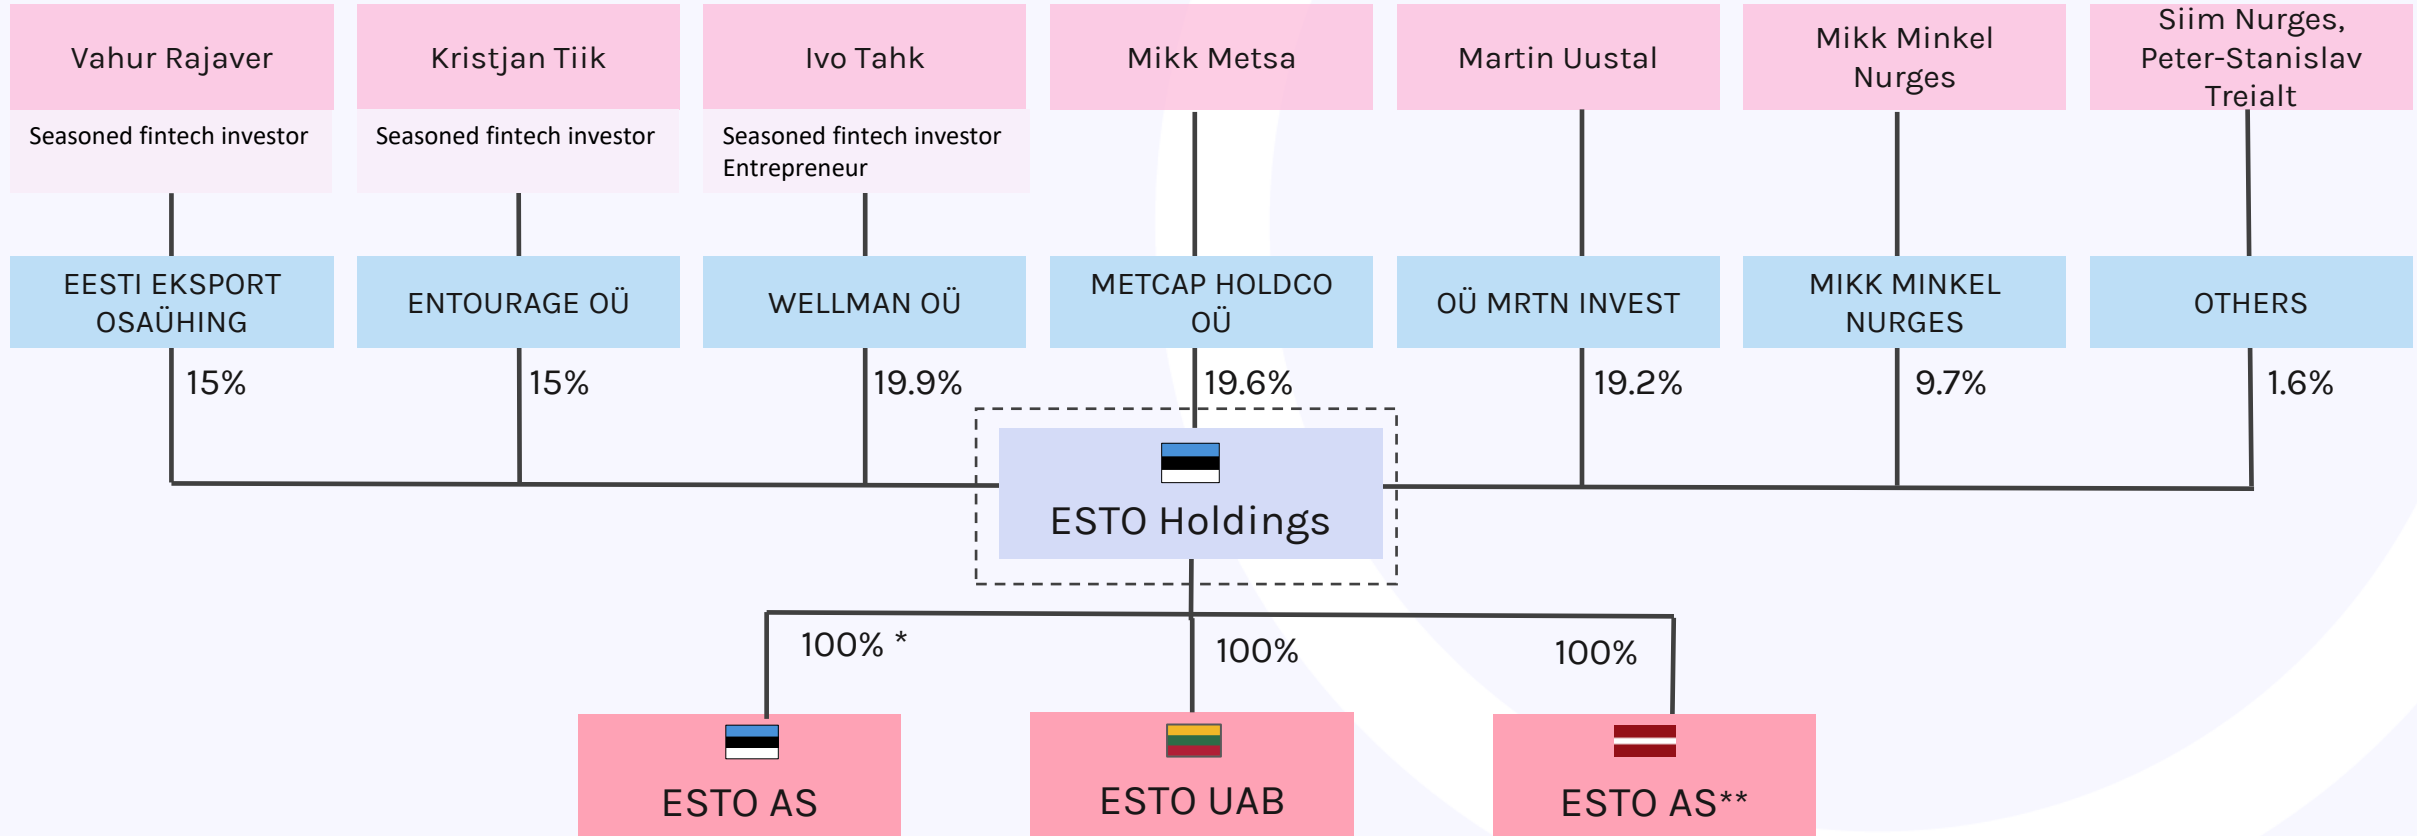 Vahur Rajaver
Kristjan Tiik
Ivo Tahk
Mikk Metsa
Martin Uustal
Mikk Minkel
Nurges
Siim Nurges,
Peter-Stanislav
Treialt
Seasoned fintech investor
Seasoned fintech investor
Seasoned fintech investor
Entrepreneur
EESTI EKSPORT
OSAÜHING
ENTOURAGE OÜ
WELLMAN OÜ
METCAP HOLDCO
OÜ
OÜ MRTN INVEST
MIKK MINKEL
NURGES
OTHERS
15%
15%
19.9%
19.6%
19.2%
9.7%
1.6%
ESTO Holdings
100% *
100%
100%
ESTO AS
ESTO UAB
ESTO AS**